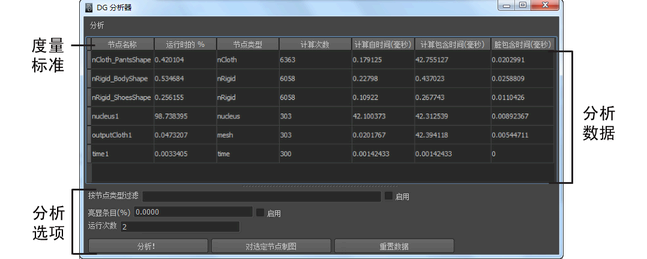 DG 分析器
分析
度量
标准
节点名称 运行时的 % 节点类型 计算次数 计算自时间(毫秒) 计算包含时间(毫秒) 脏包含时间(毫秒)
nCloth_PantsShape 0.420104 nCloth 6363 0.179125 42.755127 0.0202991
nRigid_BodyShape 0.534684 nRigid 6058 0.22798 0.437023 0.0258809
nRigid_ShoesShape 0.256155 nRigid 6058 0.10922 0.267743 0.0110426
nucleus1 98.738395 nucleus 303 42.100373 42.312539 0.00892367
outputCloth1 0.0473207 mesh 303 0.0201767 42.394118 0.00544711
time1 0.0033405 time 300 0.00142433 0.00142433 0
分析
数据
按节点类型过滤 启用
高显条目(%) 0.0000 启用
运行次数 2
分析
选项
分析! 对选定节点制图 重置数据